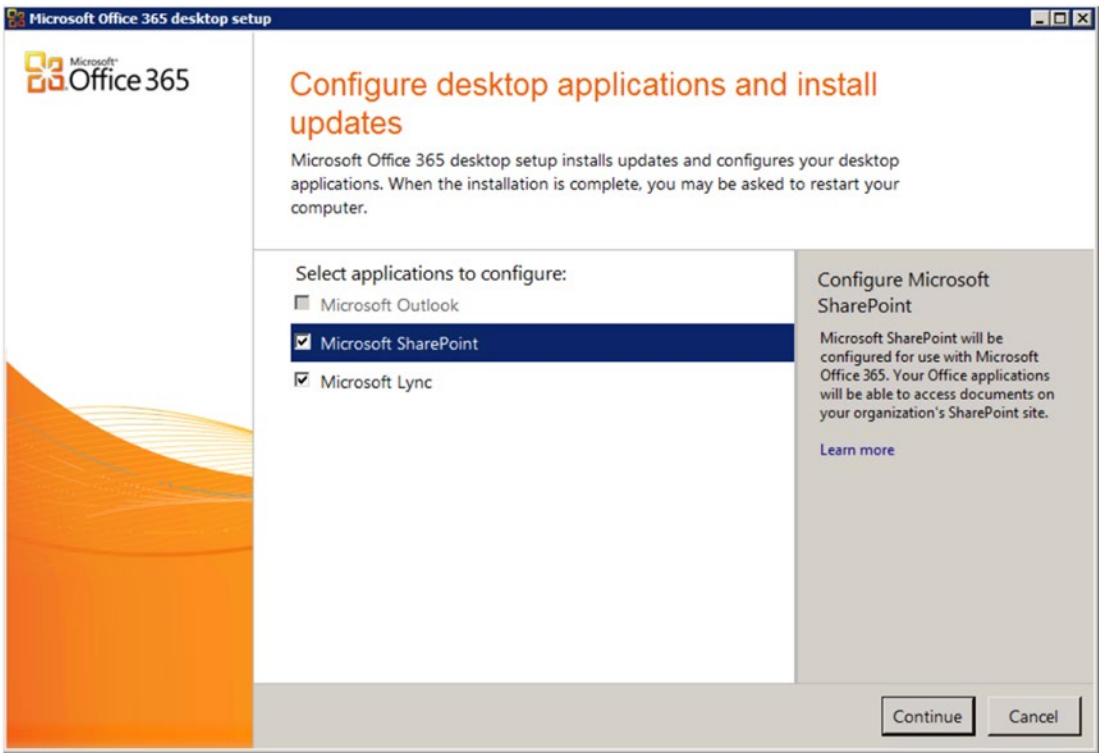 Microsoft Office 365 desktop setup
Microsoft®
Office 365
Configure desktop applications and install
updates
Microsoft Office 365 desktop setup installs updates and configures your desktop
applications. When the installation is complete, you may be asked to restart your
computer.
Select applications to configure:
Microsoft Outlook
Microsoft SharePoint
Microsoft Lync
Configure Microsoft
SharePoint
Microsoft SharePoint will be
configured for use with Microsoft
Office 365. Your Office applications
will be able to access documents on
your organization's SharePoint site.
Learn more
Continue
Cancel